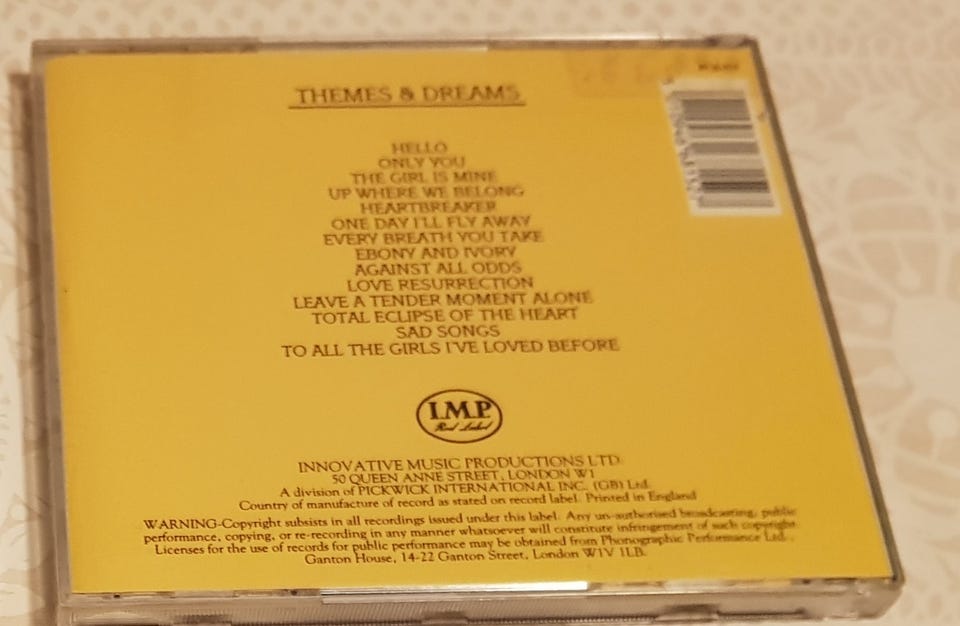 THEMES & DREAMS
HELLO
ONLY YOU
THE GIRL IS MINE
UP WHERE WE BELONG
HEARTBREAKER
ONE DAY I'LL FLY AWAY
EVERY BREATH YOU TAKE
EBONY AND IVORY
AGAINST ALL ODDS
LOVE RESURRECTION
LEAVE A TENDER MOMENT ALONE
TOTAL ECLIPSE OF THE HEART
SAD SONGS
TO ALL THE GIRLS I'VE LOVED BEFORE
I.M.P
Red Label
INNOVATIVE MUSIC PRODUCTIONS LTD
50 QUEEN ANNE STREET, LONDON W1
A division of PICKWICK INTERNATIONAL INC. (GB) Ltd.
Country of manufacture of record as stated on record label. Printed in England
WARNING-Copyright subsists in all recordings issued under this label. Any un-authorised broadcasting, public
performance, copying, or re-recording in any manner whatsoever will constitute infringement of such copyright.
Licenses for the use of records for public performance may be obtained from Phonographic Performance Ltd.,
Ganton House, 14-22 Ganton Street, London W1V 1LB.